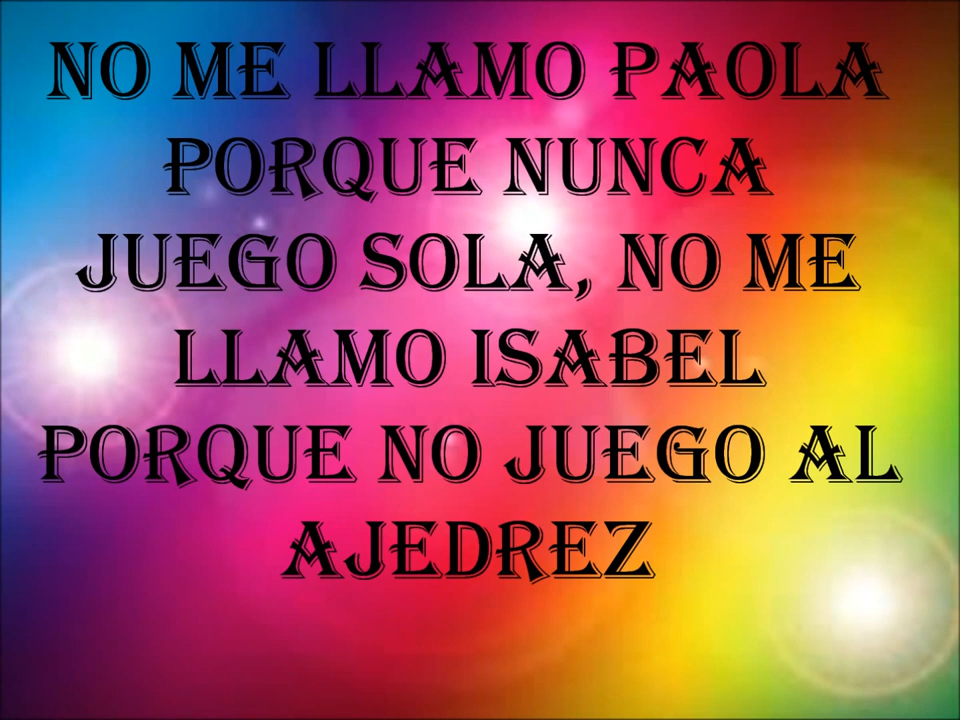 NO ME LLAMO PAOLA
PORQUE NUNCA
JUEGO SOLA, NO ME
LLAMO ISABEL
PORQUE NO JUEGO AL
AJEDREZ